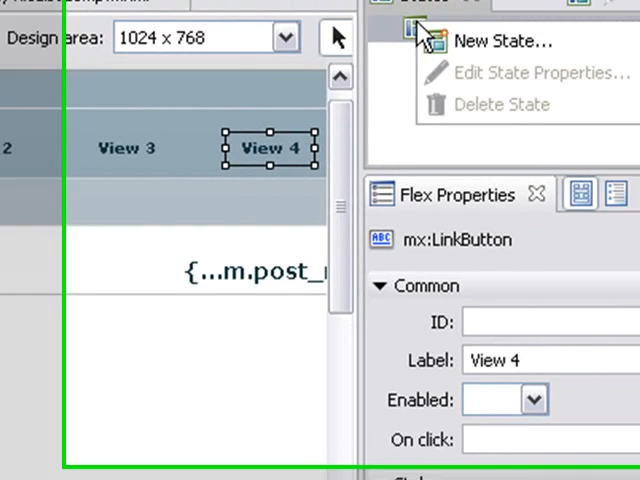 Design area: 1024 x 768
New State...
Edit State Properties...
Delete State
2 View 3 View 4
Flex Properties
ABC mx:LinkButton
{...m.post_
Common
ID:
Label: View 4
Enabled:
On click: